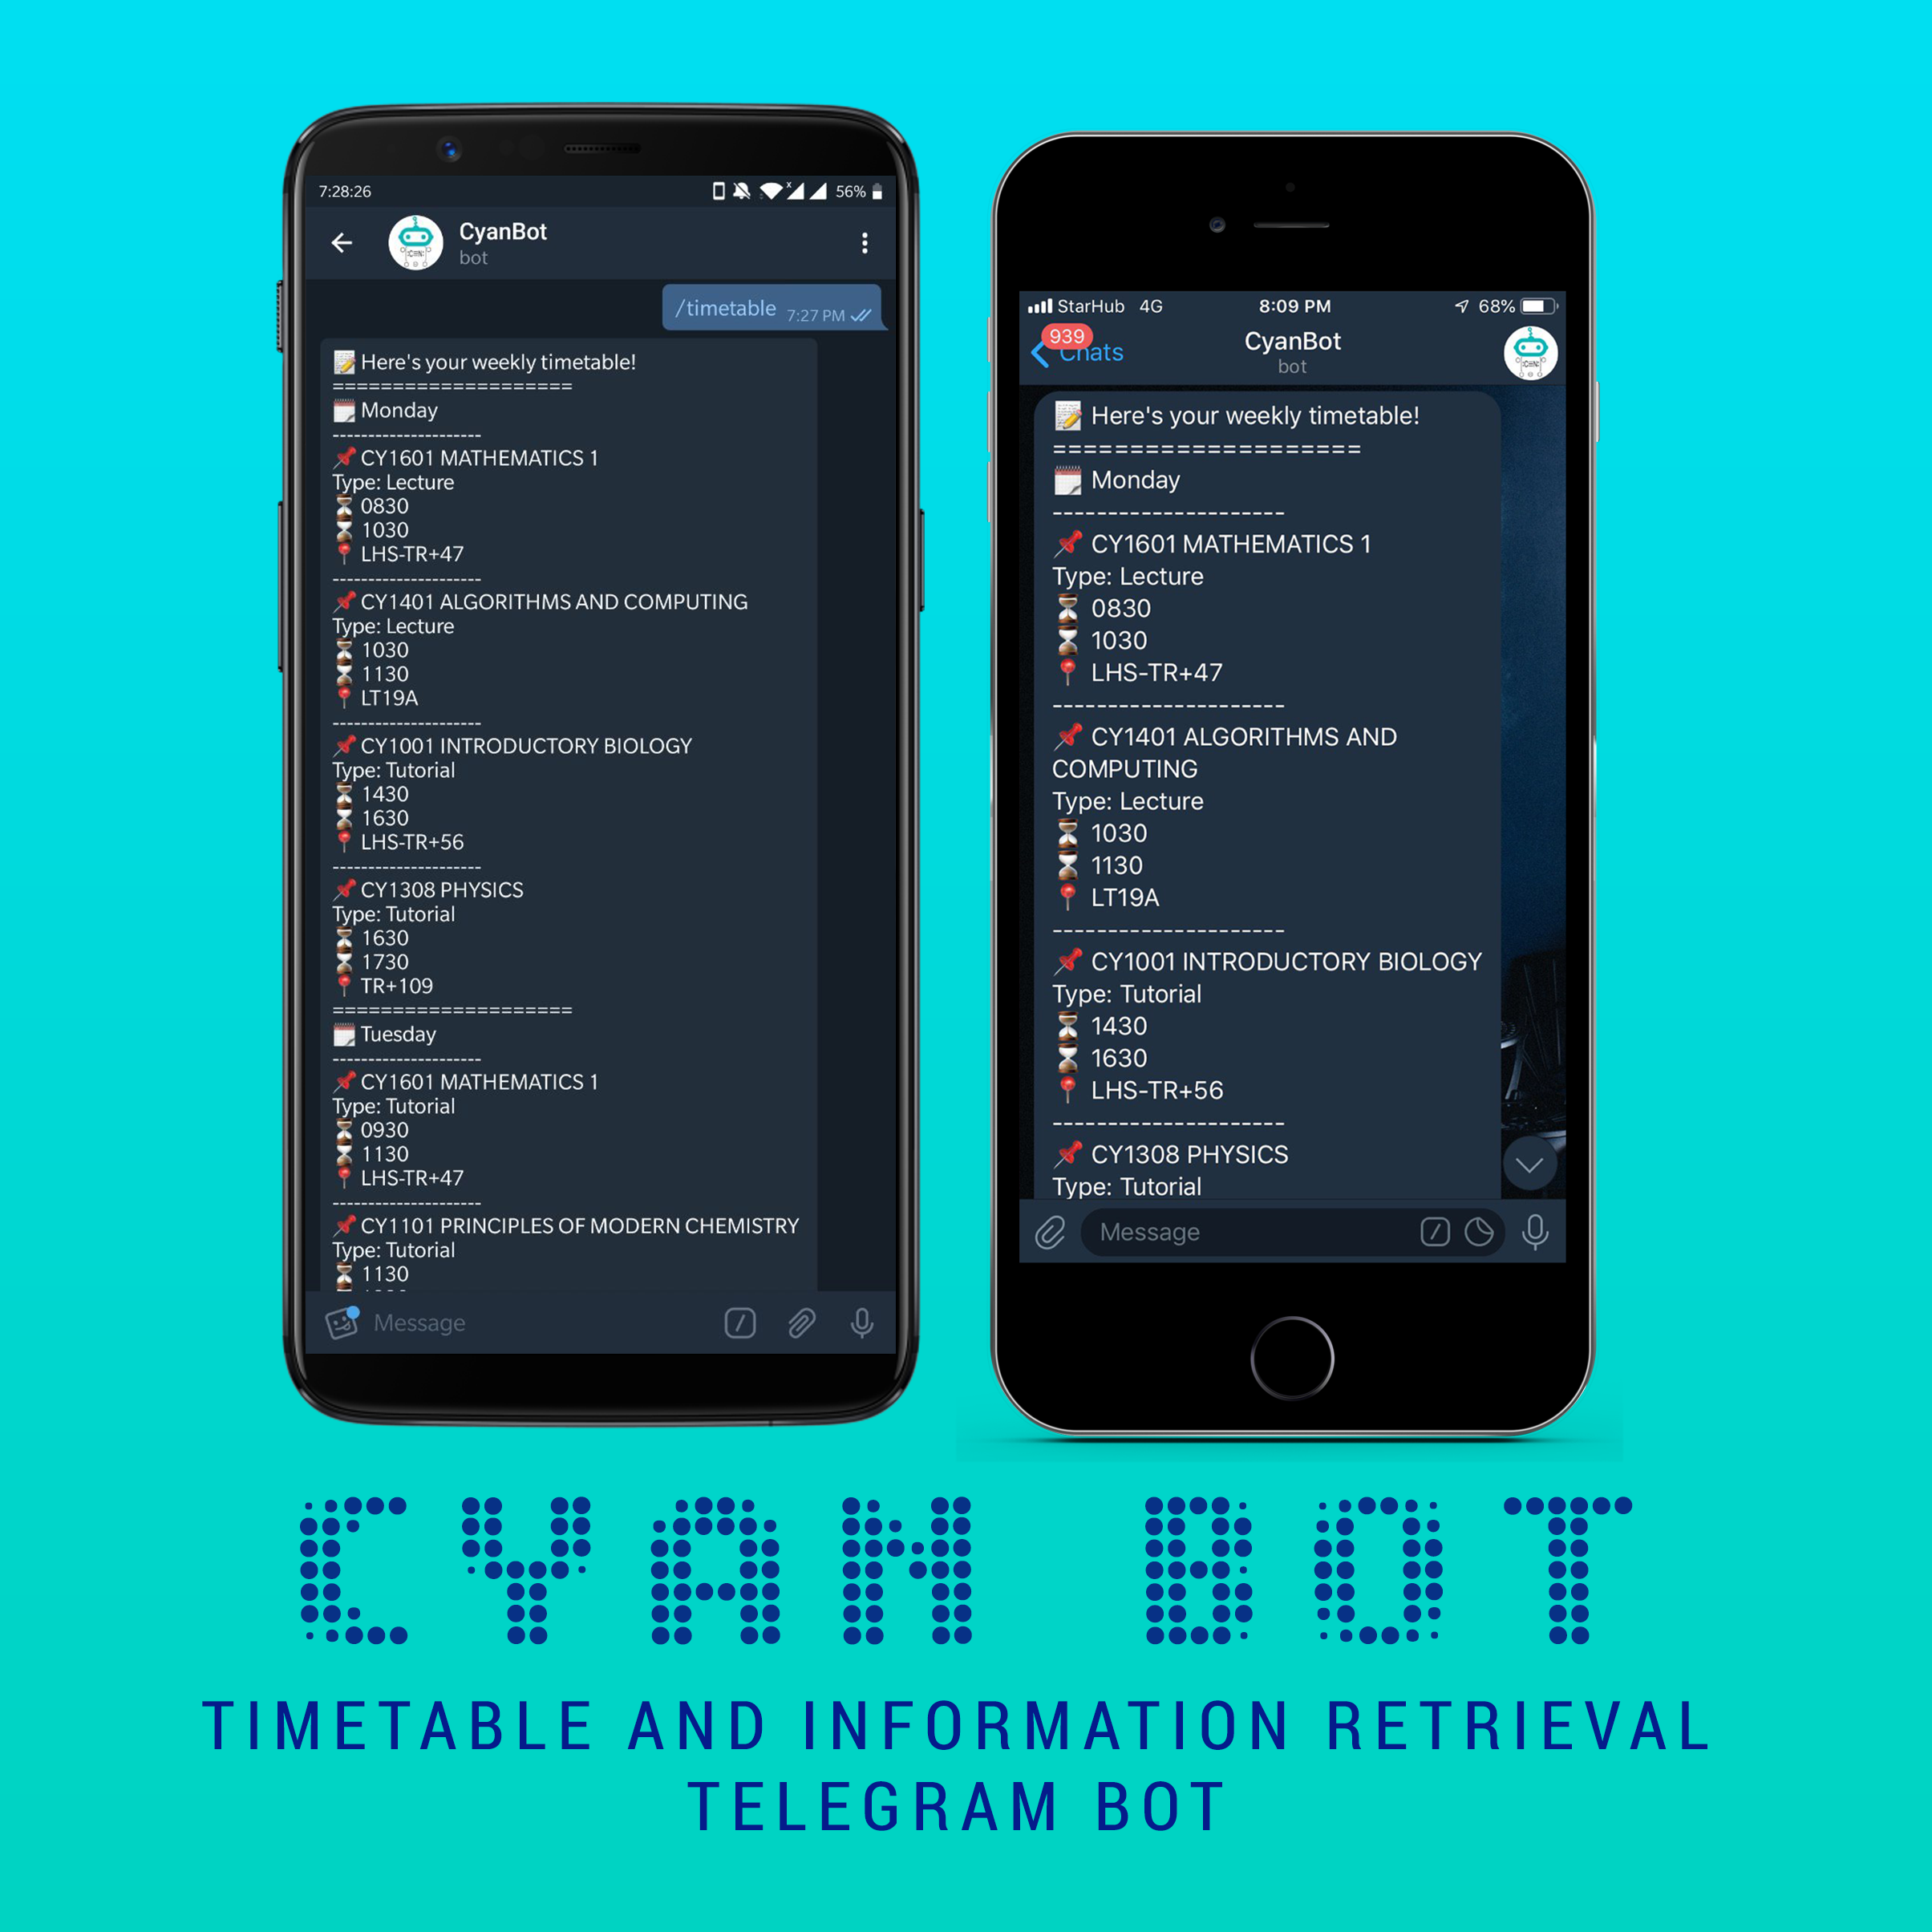 7:28:26
56%
CyanBot
bot
/timetable 7:27 PM
Here's your weekly timetable!
====================
Monday
---------------------
CY1601 MATHEMATICS 1
Type: Lecture
0830
1030
LHS-TR+47
---------------------
CY1401 ALGORITHMS AND COMPUTING
Type: Lecture
1030
1130
LT19A
---------------------
CY1001 INTRODUCTORY BIOLOGY
Type: Tutorial
1430
1630
LHS-TR+56
---------------------
CY1308 PHYSICS
Type: Tutorial
1630
1730
TR+109
====================
Tuesday
---------------------
CY1601 MATHEMATICS 1
Type: Tutorial
0930
1130
LHS-TR+47
---------------------
CY1101 PRINCIPLES OF MODERN CHEMISTRY
Type: Tutorial
1130
Message
StarHub 4G 8:09 PM 68%
939
Chats
CyanBot
bot
Here's your weekly timetable!
====================
Monday
---------------------
CY1601 MATHEMATICS 1
Type: Lecture
0830
1030
LHS-TR+47
---------------------
CY1401 ALGORITHMS AND
COMPUTING
Type: Lecture
1030
1130
LT19A
---------------------
CY1001 INTRODUCTORY BIOLOGY
Type: Tutorial
1430
1630
LHS-TR+56
---------------------
CY1308 PHYSICS
Type: Tutorial
Message
CYAN BOT
TIMETABLE AND INFORMATION RETRIEVAL
TELEGRAM BOT